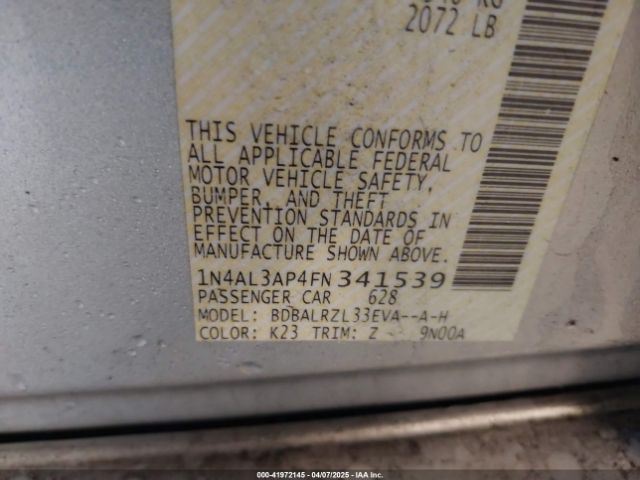 2072 LB
THIS VEHICLE CONFORMS TO
ALL APPLICABLE FEDERAL
MOTOR VEHICLE SAFETY,
BUMPER, AND THEFT
PREVENTION STANDARDS IN
EFFECT ON THE DATE OF
MANUFACTURE SHOWN ABOVE.
1N4AL3AP4FN341539
PASSENGER CAR 628
MODEL: BDBALRZL33EVA--A-H
COLOR: K23 TRIM: Z 9N00A
000-41972145 - 04/07/2025 - IAA Inc.